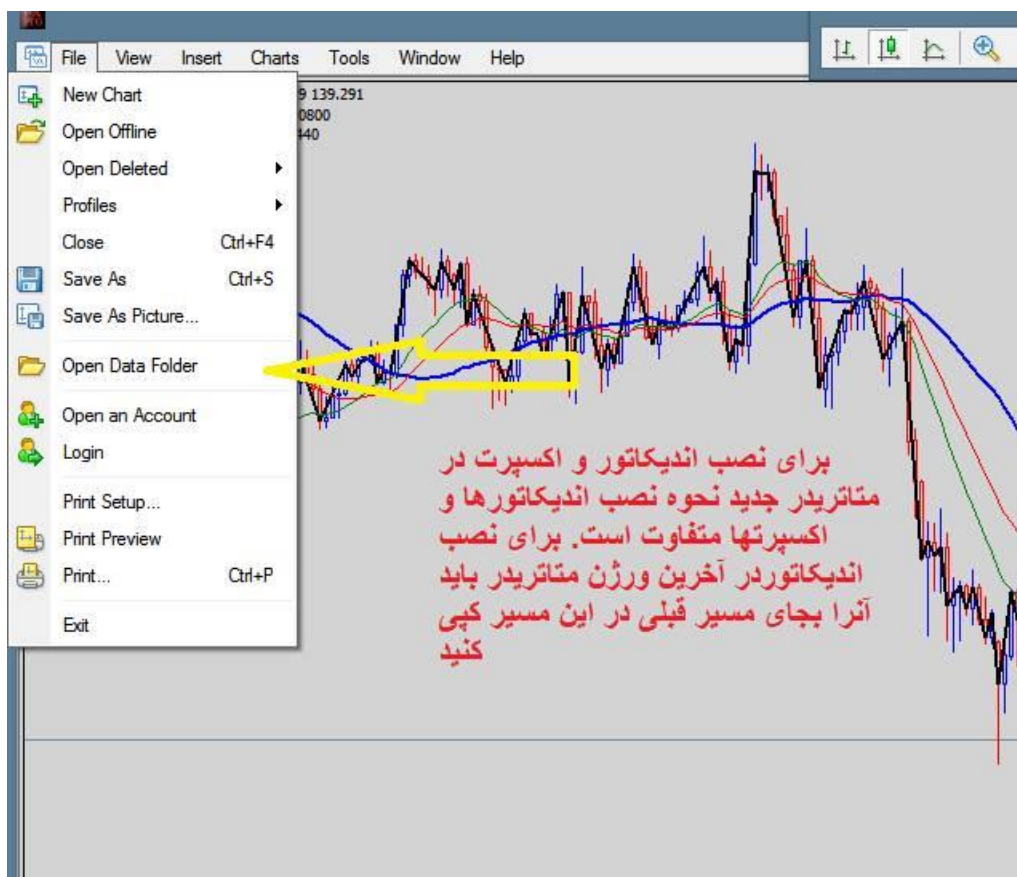 File View Insert Charts Tools Window Help
New Chart
9 139.291
0800
Open Offline
440
Open Deleted
Profiles
Close Ctrl+F4
Save As Ctrl+S
Save As Picture...
Open Data Folder
Open an Account
Login
Print Setup...
Print Preview
Print... Ctrl+P
Exit
برای نصب اندیکاتور و اکسپرت در
متاتریدر جدید نحوه نصب اندیکاتورها و
اکسپرتها متفاوت است. برای نصب
اندیکاتوردر آخرین ورژن متاتریدر باید
آنرا بجای مسیر قبلی در این مسیر کپی
کنید